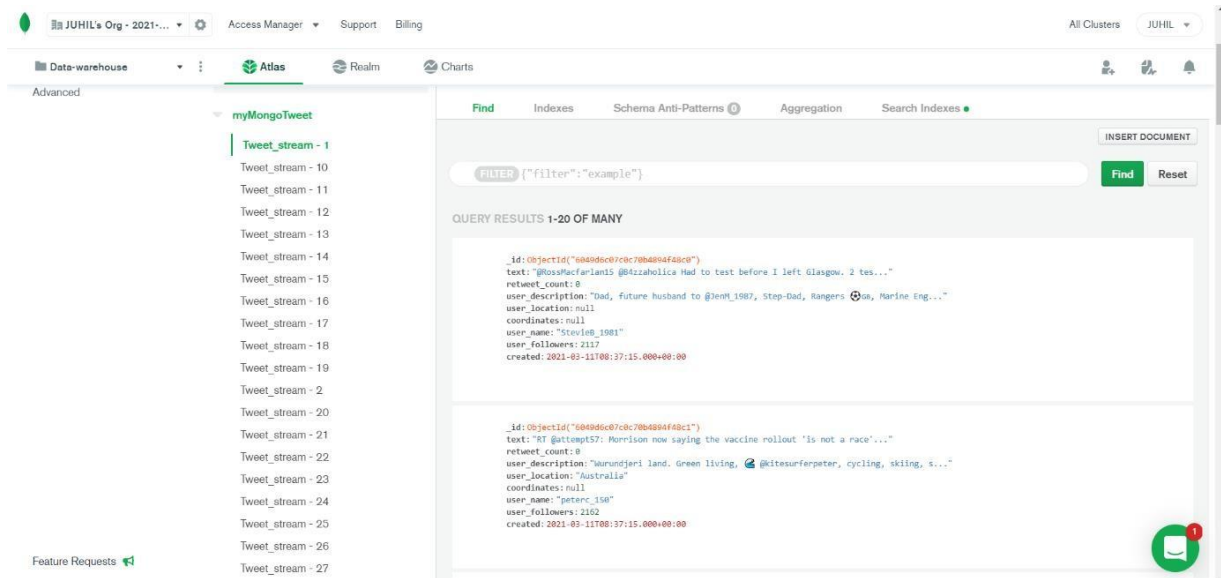 JUHIL's Org - 2021-... Access Manager Support Billing All Clusters JUHIL
Data-warehouse Atlas Realm Charts
Advanced
myMongoTweet
Tweet_stream - 1
Tweet_stream - 10
Tweet_stream - 11
Tweet_stream - 12
Tweet_stream - 13
Tweet_stream - 14
Tweet_stream - 15
Tweet_stream - 16
Tweet_stream - 17
Tweet_stream - 18
Tweet_stream - 19
Tweet_stream - 2
Tweet_stream - 20
Tweet_stream - 21
Tweet_stream - 22
Tweet_stream - 23
Tweet_stream - 24
Tweet_stream - 25
Tweet_stream - 26
Tweet_stream - 27
Feature Requests
Find Indexes Schema Anti-Patterns 0 Aggregation Search Indexes
INSERT DOCUMENT
FILTER {"filter":"example"} Find Reset
QUERY RESULTS 1-20 OF MANY
_id:ObjectId("6049d6c07c0c70b4894f48c0")
text:"@RossMacfarlan15 @B4zzaholica Had to test before I left Glasgow. 2 tes..."
retweet_count:0
user_description:"Dad, future husband to @JenM_1987, Step-Dad, Rangers ⚽GB, Marine Eng..."
user_location:null
coordinates:null
user_name:"StevieB_1981"
user_followers:2117
created:2021-03-11T08:37:15.000+00:00
_id:ObjectId("6049d6c07c0c70b4894f48c1")
text:"RT @attempt57: Morrison now saying the vaccine rollout 'is not a race'..."
retweet_count:0
user_description:"Wurundjeri land. Green living, 🌊 @kitesurferpeter, cycling, skiing, s..."
user_location:"Australia"
coordinates:null
user_name:"peterc_150"
user_followers:2162
created:2021-03-11T08:37:15.000+00:00
1